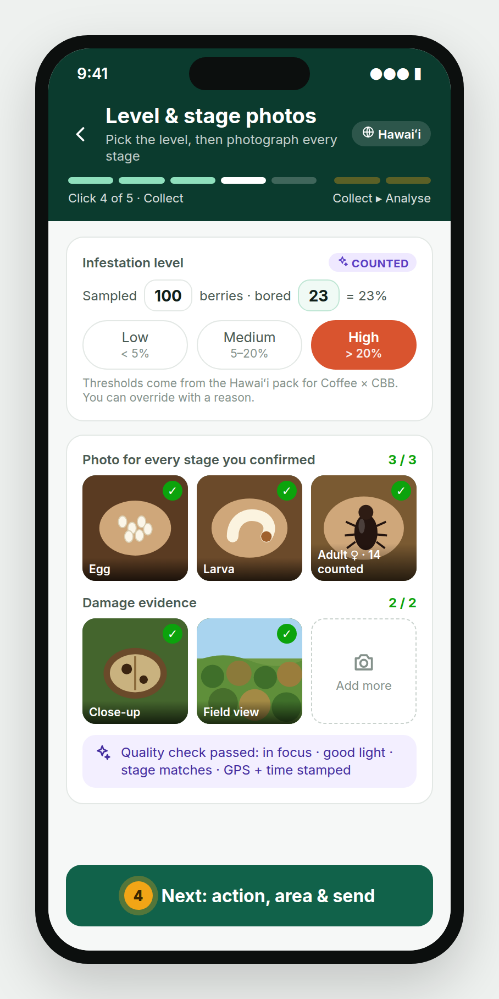 9:41
Level & stage photos
Pick the level, then photograph every
stage
Hawaiʻi
Click 4 of 5 · Collect
Collect ▸ Analyse
Infestation level
COUNTED
Sampled 100 berries · bored 23 = 23%
Low
< 5%
Medium
5–20%
High
> 20%
Thresholds come from the Hawaiʻi pack for Coffee × CBB.
You can override with a reason.
Photo for every stage you confirmed
3 / 3
Egg
Larva
Adult ♀ · 14
counted
Damage evidence
2 / 2
Close-up
Field view
Add more
Quality check passed: in focus · good light ·
stage matches · GPS + time stamped
4 Next: action, area & send